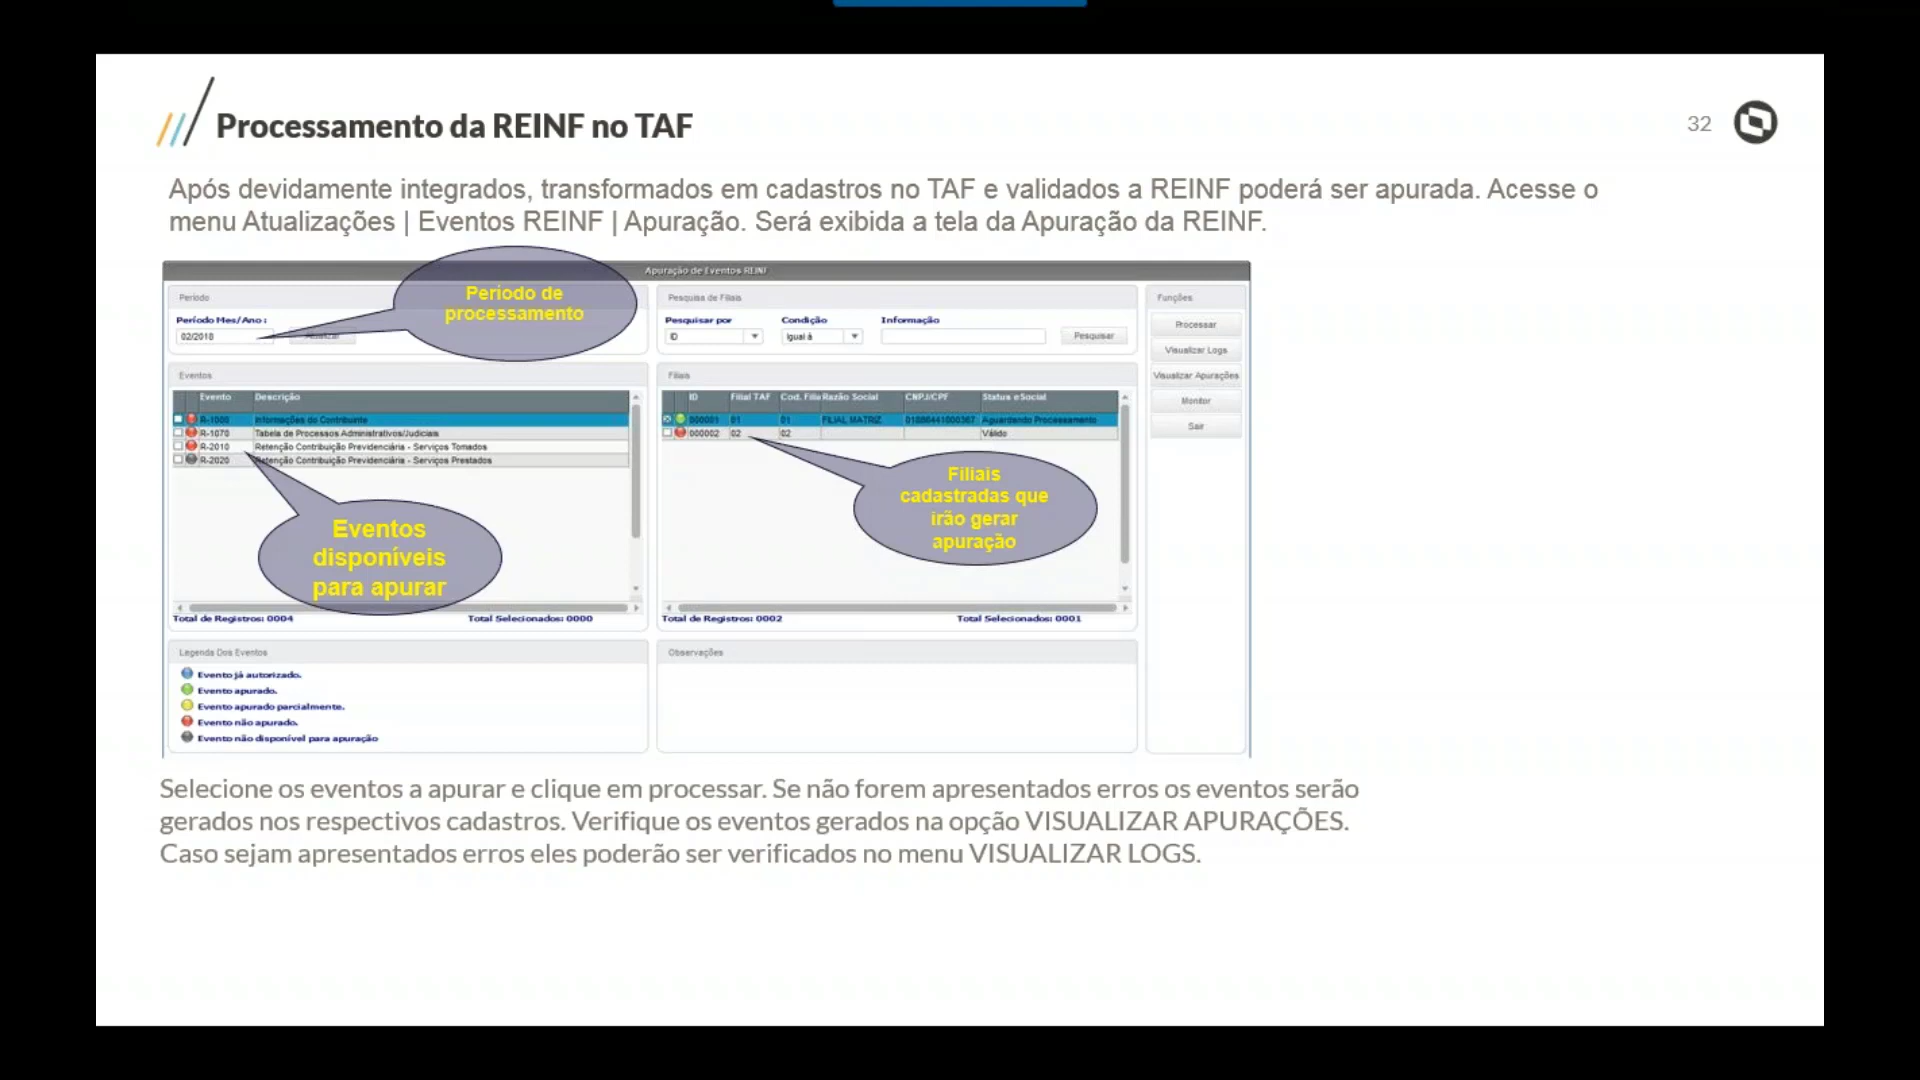 Processamento da REINF no TAF
32
Após devidamente integrados, transformados em cadastros no TAF e validados a REINF poderá ser apurada. Acesse o
menu Atualizações | Eventos REINF | Apuração. Será exibida a tela da Apuração da REINF.
Apuração de Eventos REINF
Período
Período Mes/Ano :
02/2018
Periodo de
processamento
Pesquisa de Filiais
Pesquisar por
Condição
Informação
ID
Igual à
Pesquisar
Funções
Processar
Visualizar Logs
Visualizar Apurações
Monitor
Sair
Eventos
Evento Descrição
R-1000 Informações do Contribuinte
R-1070 Tabela de Processos Administrativos/Judiciais
R-2010 Retenção Contribuição Previdenciária - Serviços Tomados
R-2020 Retenção Contribuição Previdenciária - Serviços Prestados
Eventos
disponíveis
para apurar
Total de Registros: 0004
Total Selecionados: 0000
Filiais
ID Filial TAF Cod. Filia Razão Social CNPJ/CPF Status eSocial
000001 01 01 FILIAL MATRIZ Aguardando Processamento
000002 02 02 Válido
Filiais
cadastradas que
irão gerar
apuração
Total de Registros: 0002
Total Selecionados: 0001
Legenda Dos Eventos
Evento já autorizado.
Evento apurado.
Evento apurado parcialmente.
Evento não apurado.
Evento não disponível para apuração
Observações
Selecione os eventos a apurar e clique em processar. Se não forem apresentados erros os eventos serão
gerados nos respectivos cadastros. Verifique os eventos gerados na opção VISUALIZAR APURAÇÕES.
Caso sejam apresentados erros eles poderão ser verificados no menu VISUALIZAR LOGS.